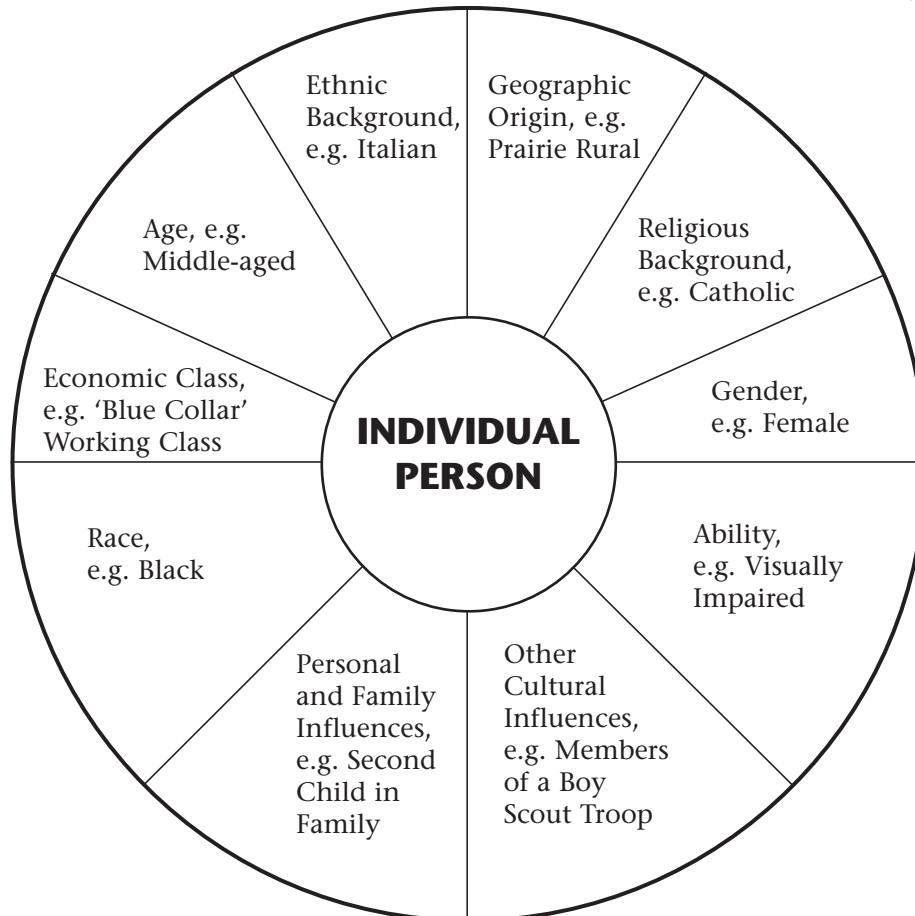 Ethnic
Background,
e.g. Italian
Geographic
Origin, e.g.
Prairie Rural
Age, e.g.
Middle-aged
Religious
Background,
e.g. Catholic
Economic Class,
e.g. ‘Blue Collar’
Working Class
INDIVIDUAL
PERSON
Gender,
e.g. Female
Race,
e.g. Black
Ability,
e.g. Visually
Impaired
Personal
and Family
Influences,
e.g. Second
Child in
Family
Other
Cultural
Influences,
e.g. Members
of a Boy
Scout Troop